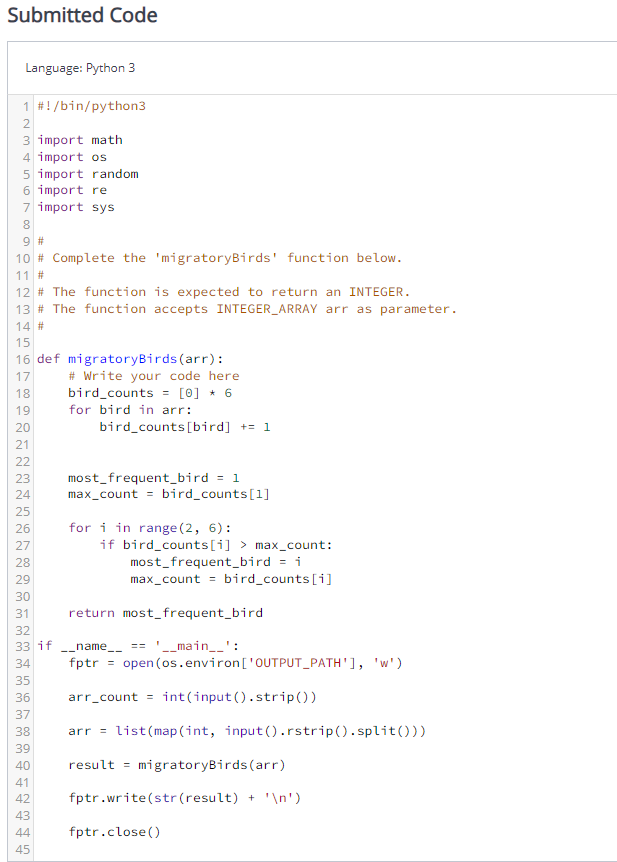 Submitted Code
Language: Python 3
1 #!/bin/python3
2
3 import math
4 import os
5 import random
6 import re
7 import sys
8
9 #
10 # Complete the 'migratoryBirds' function below.
11 #
12 # The function is expected to return an INTEGER.
13 # The function accepts INTEGER_ARRAY arr as parameter.
14 #
15
16 def migratoryBirds(arr):
17     # Write your code here
18     bird_counts = [0] * 6
19     for bird in arr:
20         bird_counts[bird] += 1
21
22
23     most_frequent_bird = 1
24     max_count = bird_counts[1]
25
26     for i in range(2, 6):
27         if bird_counts[i] > max_count:
28             most_frequent_bird = i
29             max_count = bird_counts[i]
30
31     return most_frequent_bird
32
33 if __name__ == '__main__':
34     fptr = open(os.environ['OUTPUT_PATH'], 'w')
35
36     arr_count = int(input().strip())
37
38     arr = list(map(int, input().rstrip().split()))
39
40     result = migratoryBirds(arr)
41
42     fptr.write(str(result) + '\n')
43
44     fptr.close()
45